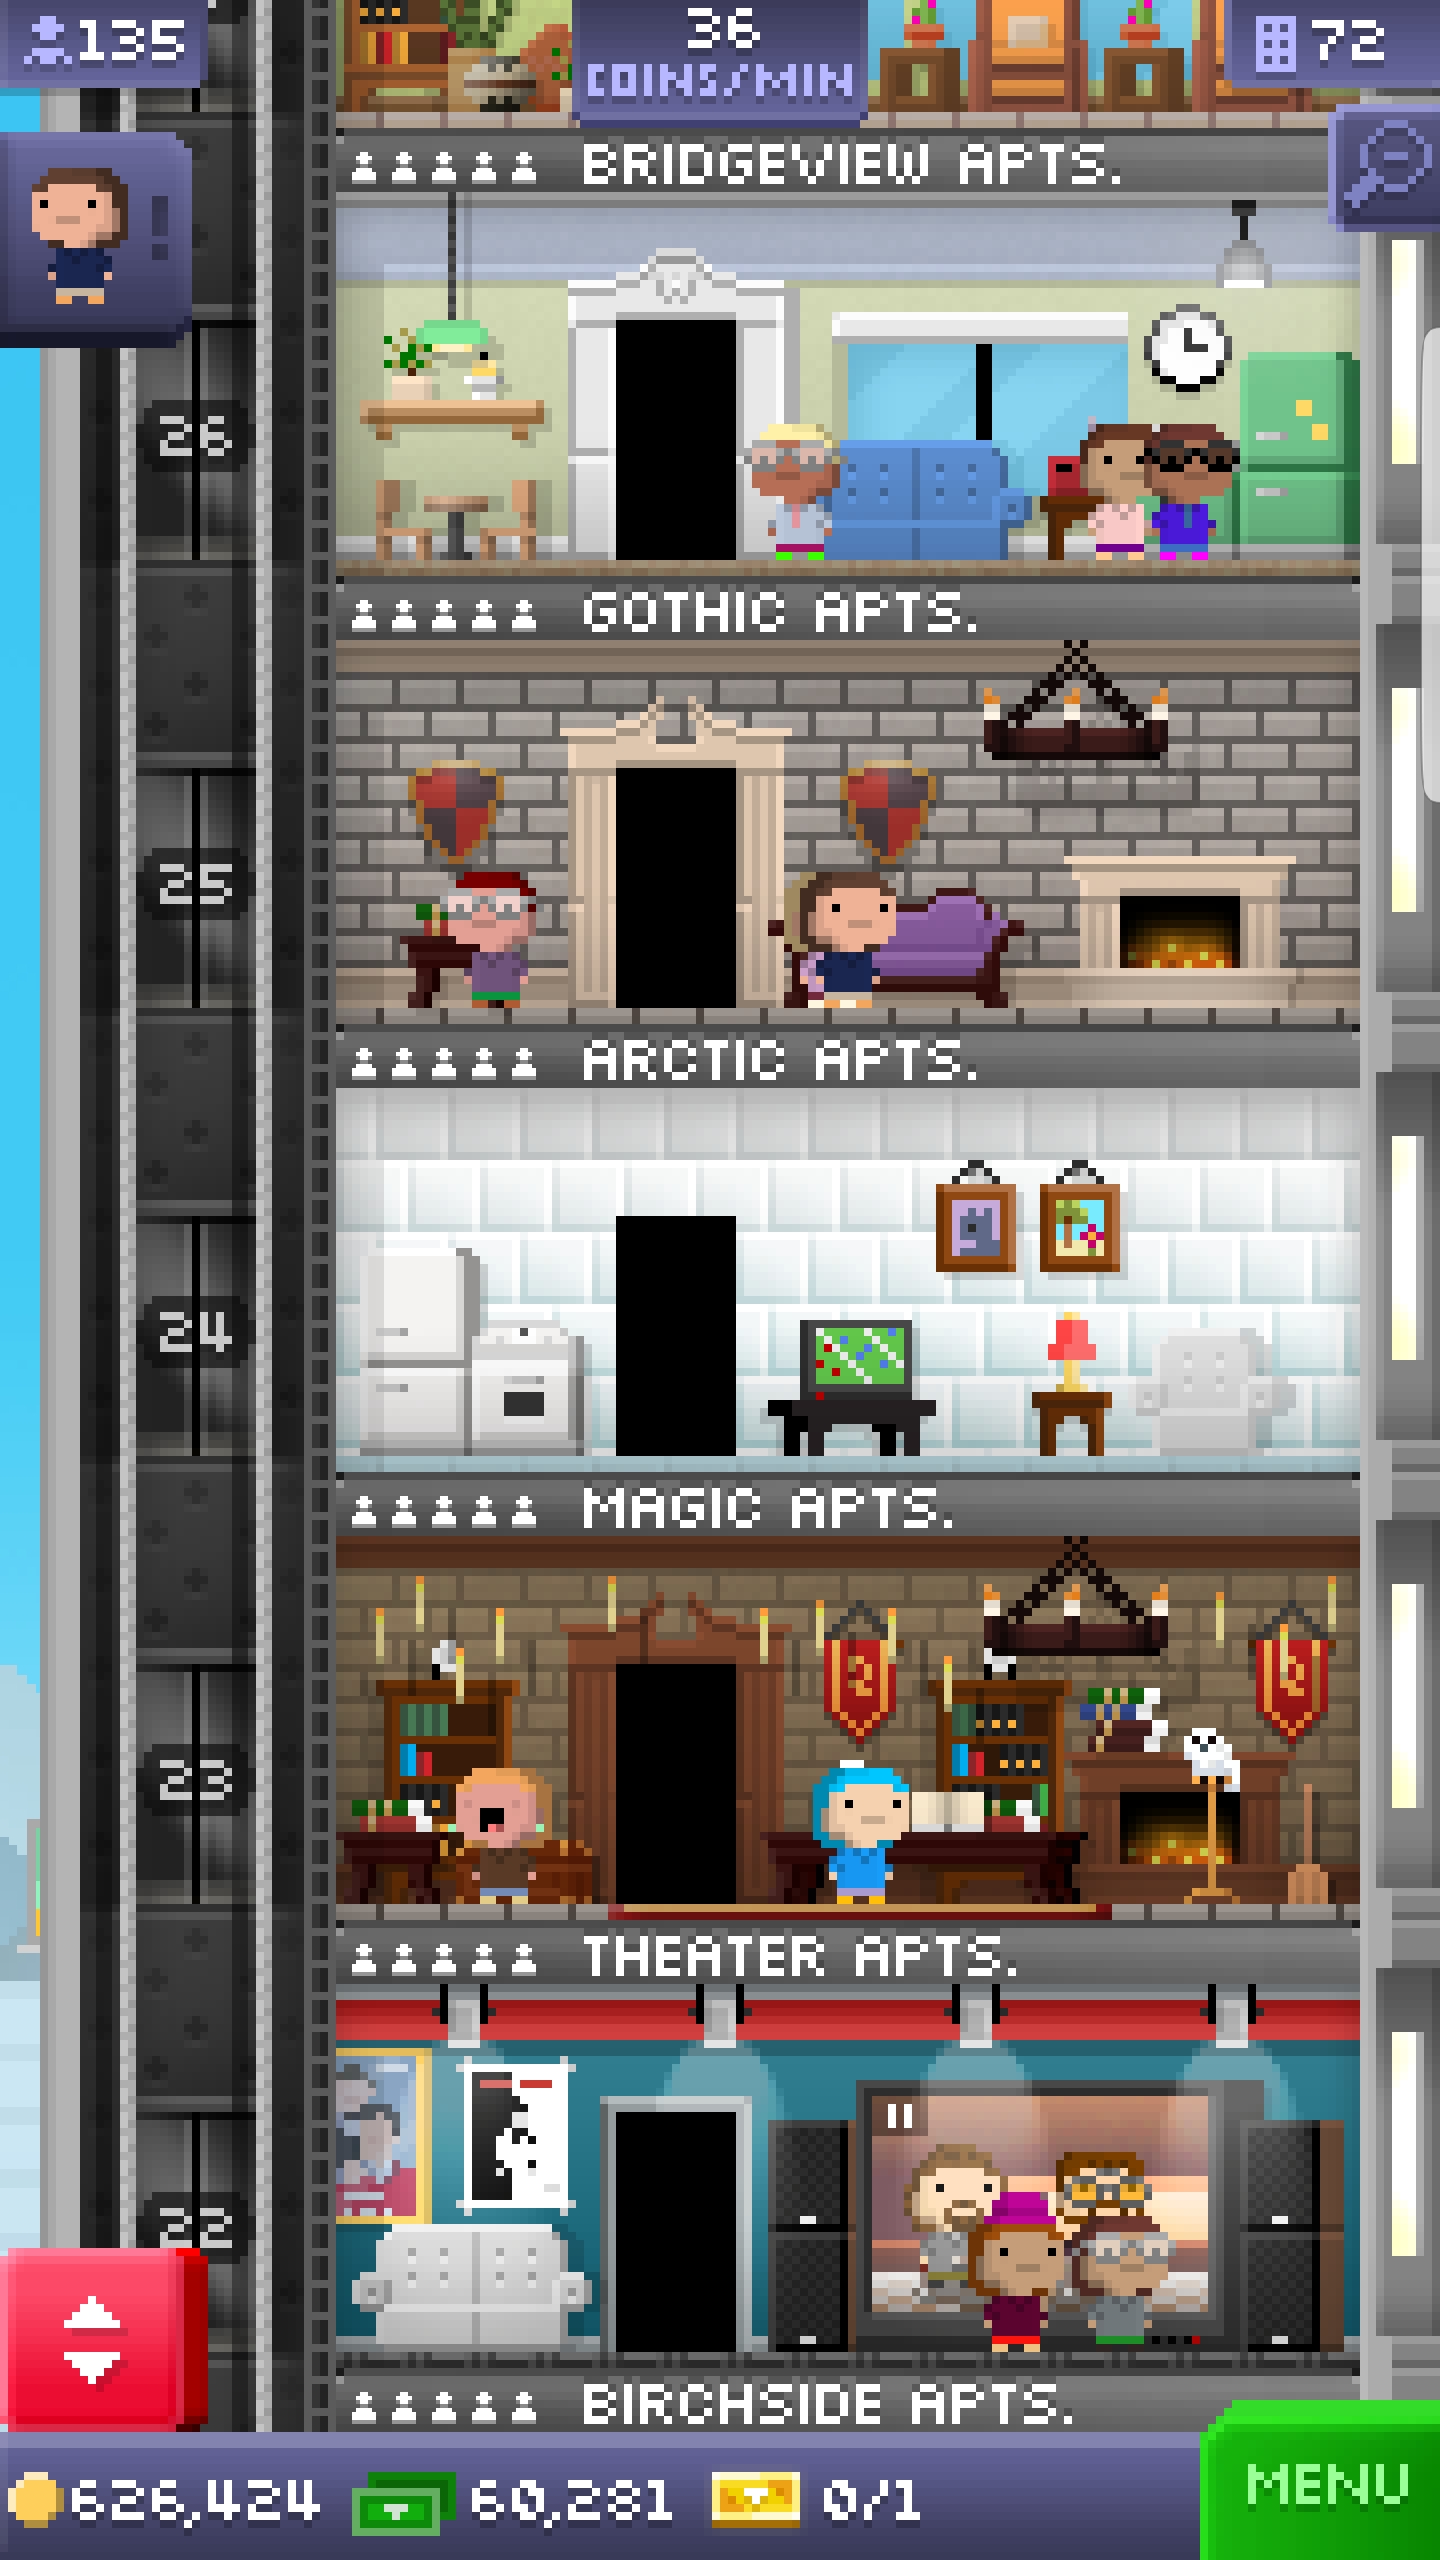 135
36
COINS/MIN
72
BRIDGEVIEW APTS.
26
GOTHIC APTS.
25
ARCTIC APTS.
24
MAGIC APTS.
23
THEATER APTS.
22
BIRCHSIDE APTS.
626,424 60,281 0/1
MENU